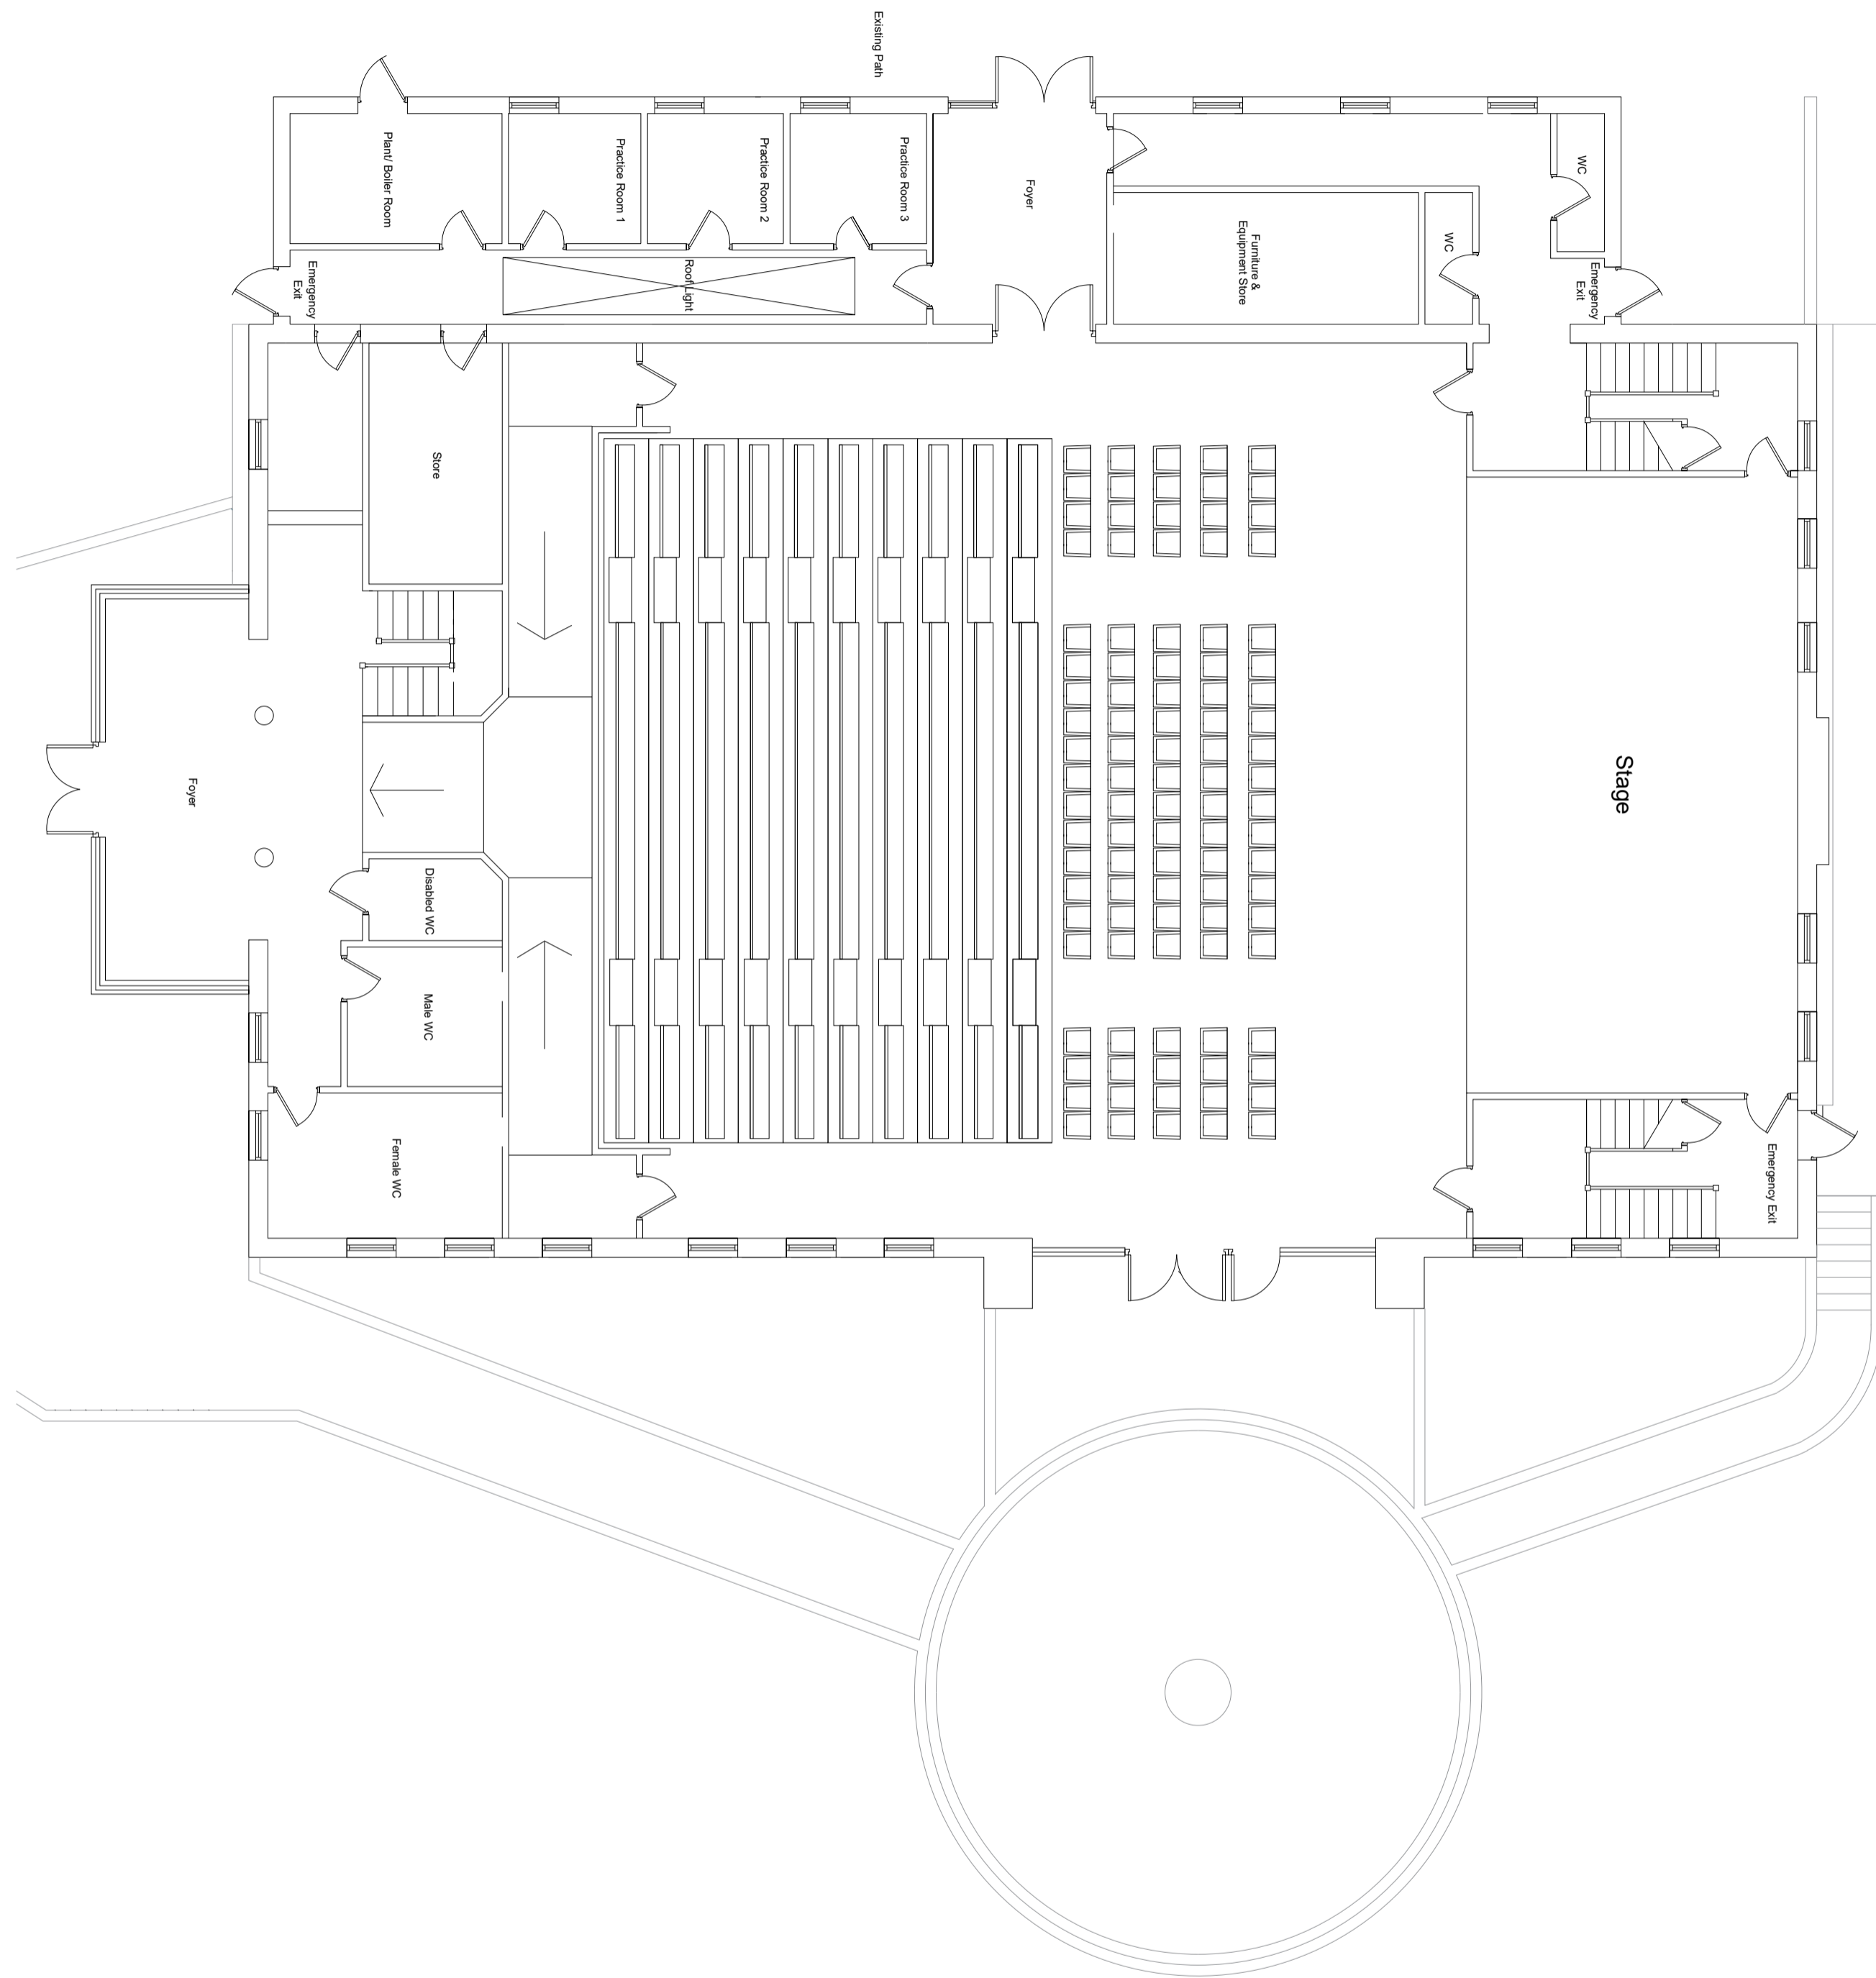 Existing Path
Plant/ Boiler Room
Practice Room 1
Practice Room 2
Practice Room 3
Foyer
WC
WC
Furniture &
Equipment Store
Emergency
Exit
Roof Light
Emergency
Exit
Store
Stage
Foyer
Disabled WC
Male WC
Female WC
Emergency Exit